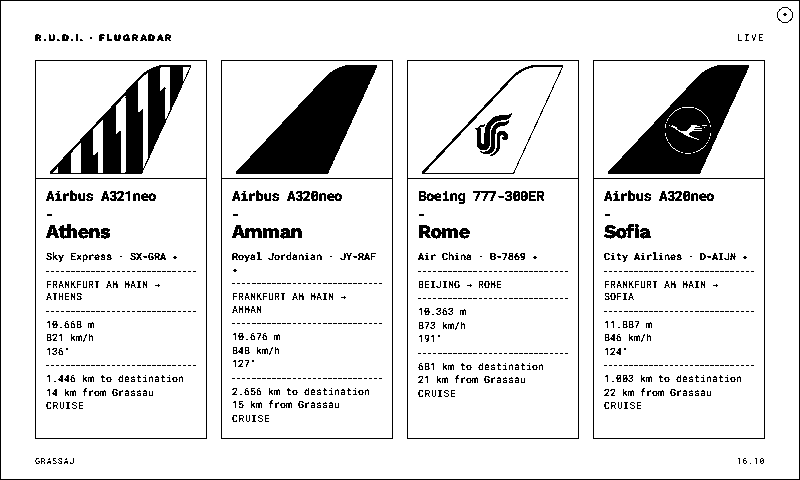 R.U.D.I. · FLUGRADAR
LIVE
Airbus A321neo
-
Athens
Sky Express · SX-GRA ✦
FRANKFURT AM MAIN →
ATHENS
10.668 m
821 km/h
136°
1.446 km to destination
14 km from Grassau
CRUISE
Airbus A320neo
-
Amman
Royal Jordanian · JY-RAF
✦
FRANKFURT AM MAIN →
AMMAN
10.676 m
848 km/h
127°
2.656 km to destination
15 km from Grassau
CRUISE
Boeing 777-300ER
-
Rome
Air China · B-7869 ✦
BEIJING → ROME
10.363 m
873 km/h
191°
681 km to destination
21 km from Grassau
CRUISE
Airbus A320neo
-
Sofia
City Airlines · D-AIJN ✦
FRANKFURT AM MAIN →
SOFIA
11.887 m
846 km/h
124°
1.003 km to destination
22 km from Grassau
CRUISE
GRASSAU
16.10